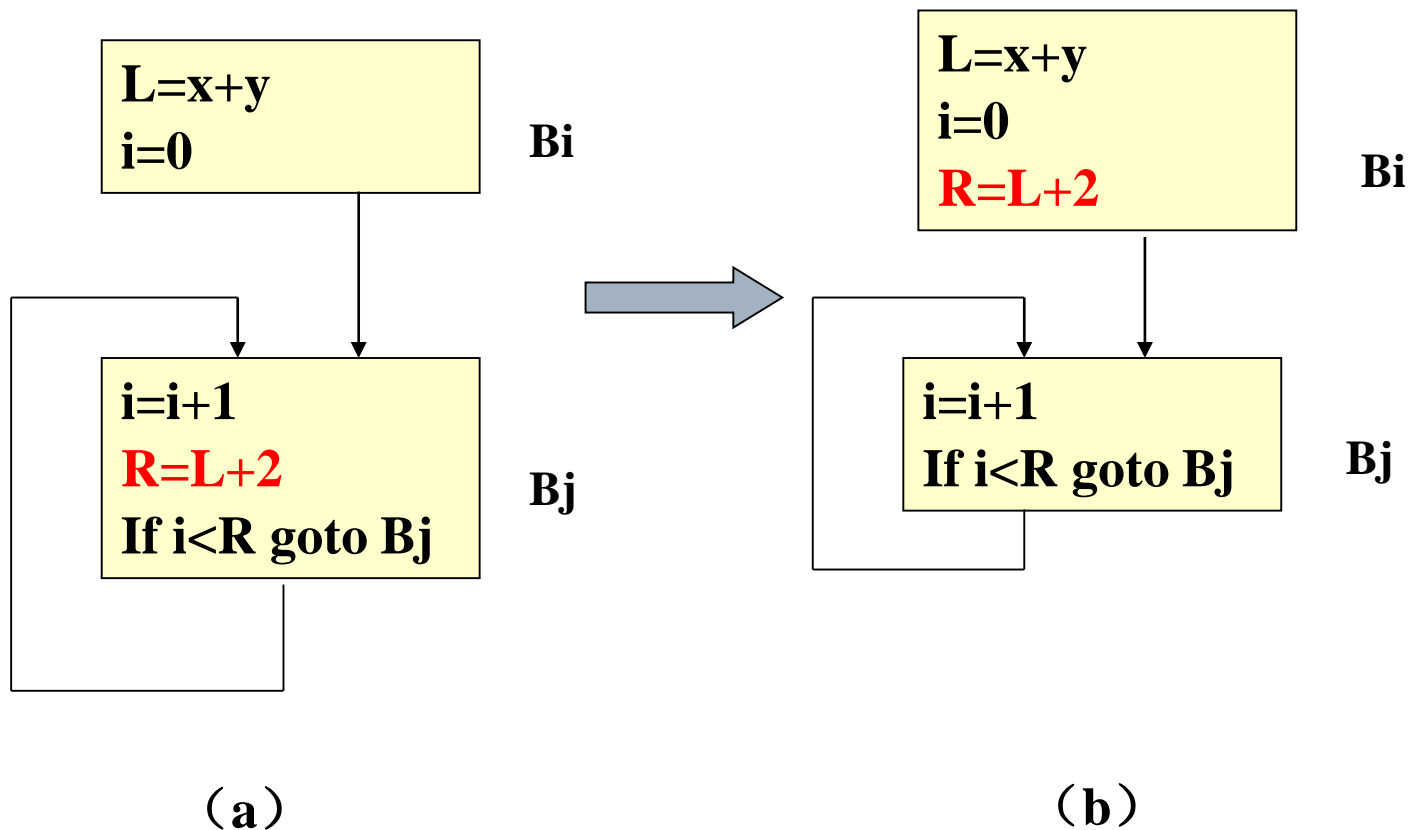 L=x+y
i=0
Bi
i=i+1
R=L+2
If i<R goto Bj
Bj
（a）
L=x+y
i=0
R=L+2
Bi
i=i+1
If i<R goto Bj
Bj
（b）